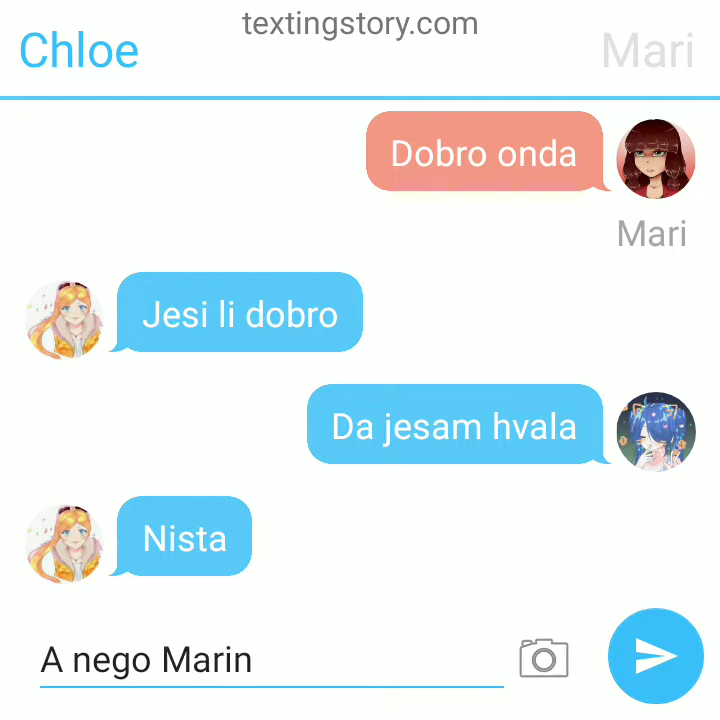 textingstory.com
Chloe
Mari
Dobro onda
Mari
Jesi li dobro
Da jesam hvala
Nista
A nego Marin